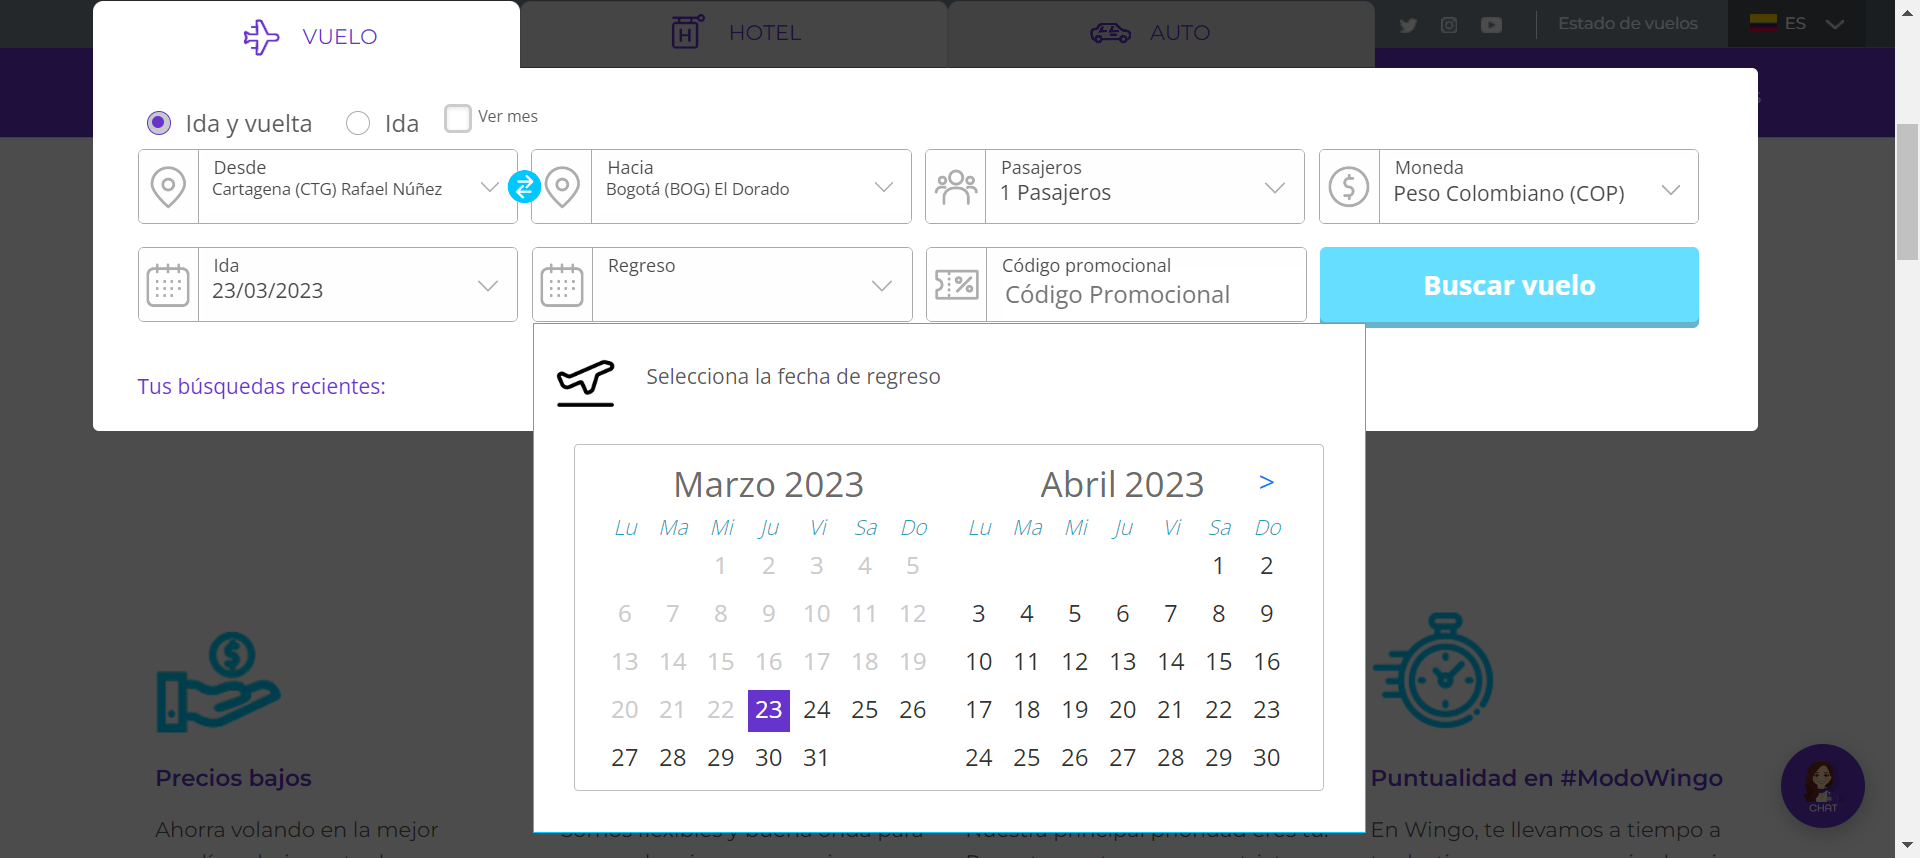 VUELO
HOTEL
AUTO
Estado de vuelos
ES
Ida y vuelta
Ida
Ver mes
Desde
Cartagena (CTG) Rafael Núñez
Hacia
Bogotá (BOG) El Dorado
Pasajeros
1 Pasajeros
Moneda
Peso Colombiano (COP)
Ida
23/03/2023
Regreso
Código promocional
Código Promocional
Buscar vuelo
Tus búsquedas recientes:
Selecciona la fecha de regreso
Marzo 2023
Lu Ma Mi Ju Vi Sa Do
1 2 3 4 5
6 7 8 9 10 11 12
13 14 15 16 17 18 19
20 21 22 23 24 25 26
27 28 29 30 31
Abril 2023 >
Lu Ma Mi Ju Vi Sa Do
1 2
3 4 5 6 7 8 9
10 11 12 13 14 15 16
17 18 19 20 21 22 23
24 25 26 27 28 29 30
Precios bajos
Ahorra volando en la mejor
Puntualidad en #ModoWingo
En Wingo, te llevamos a tiempo a
CHAT